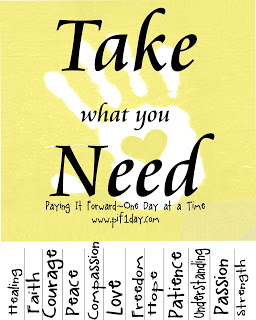 Take
what you
Need
Paying It Forward~One Day at a Time
www.pif1day.com
Healing
Faith
Courage
Peace
Compassion
Love
Freedom
Hope
Patience
Understanding
Passion
Strength